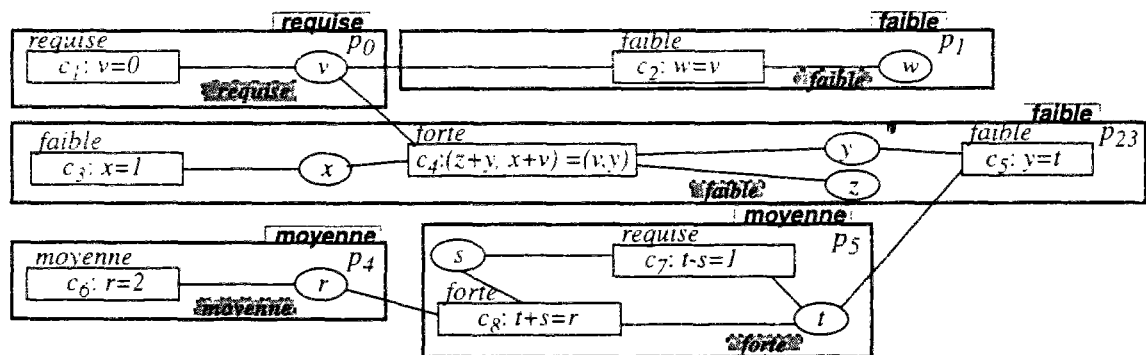 requise faible
requise p0 faible p1
c1: v=0 v c2: w=v w
requise faible
faible
faible forte y faible p23
c3: x=1 x c4:(z+y, x+v) =(v,y) c5: y=t
faible z
moyenne moyenne
moyenne p4 s requise p5
c6: r=2 r c7: t-s=1
moyenne forte
c8: t+s=r t
forte